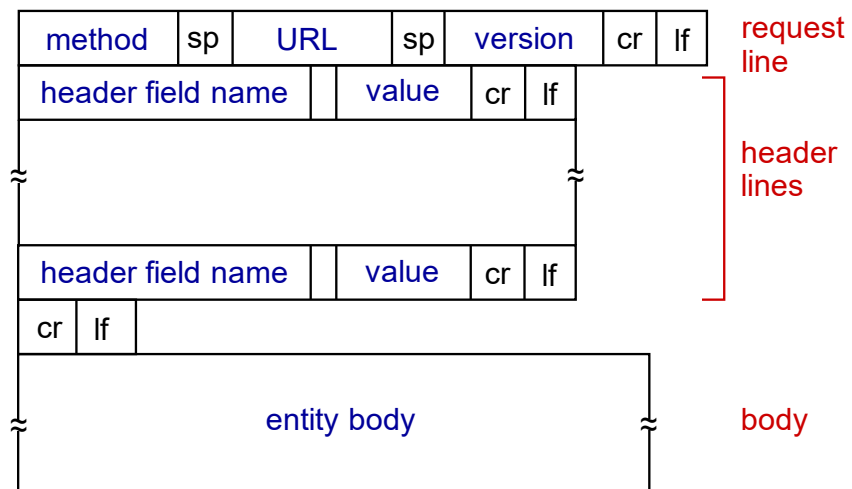 method sp URL sp version cr lf request
line
header field name value cr lf
header
lines
header field name value cr lf
cr lf
entity body body